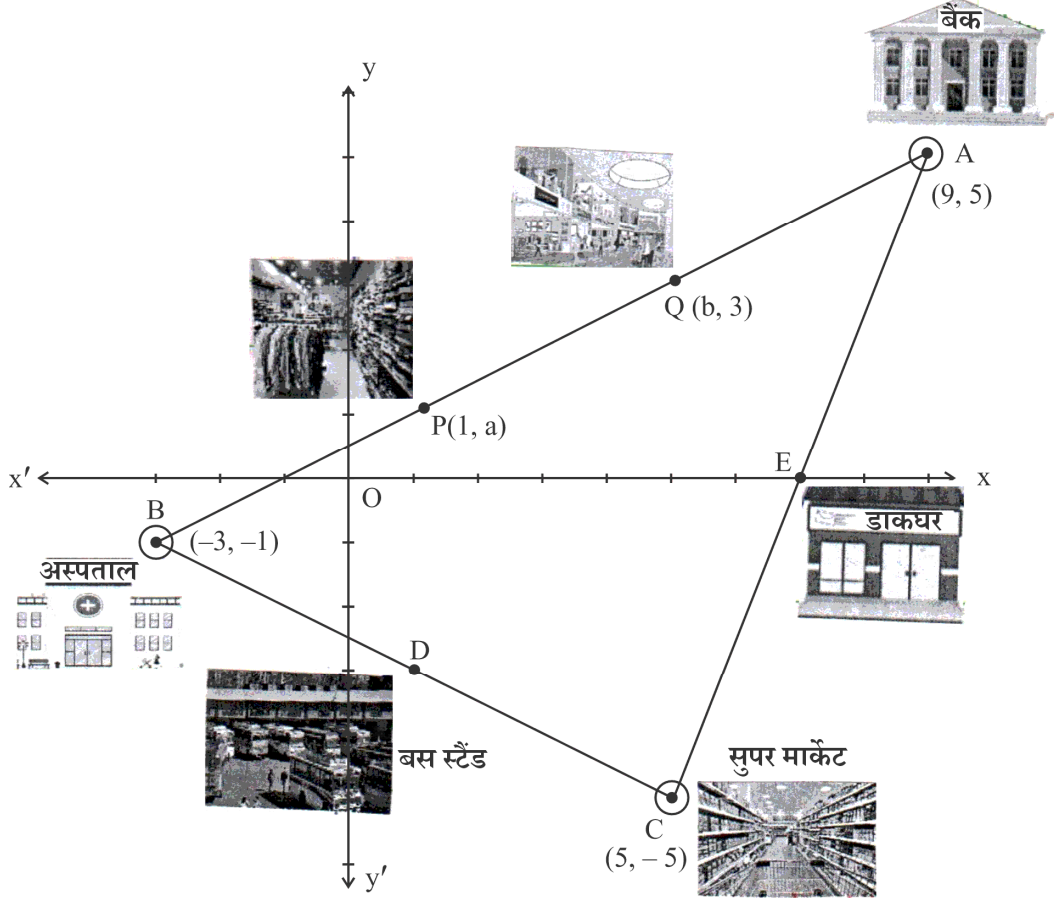 बैंक
y
A
(9, 5)
Q (b, 3)
P(1, a)
x′
O
E
x
B
(–3, –1)
डाकघर
अस्पताल
D
बस स्टैंड
सुपर मार्केट
C
(5, – 5)
y′